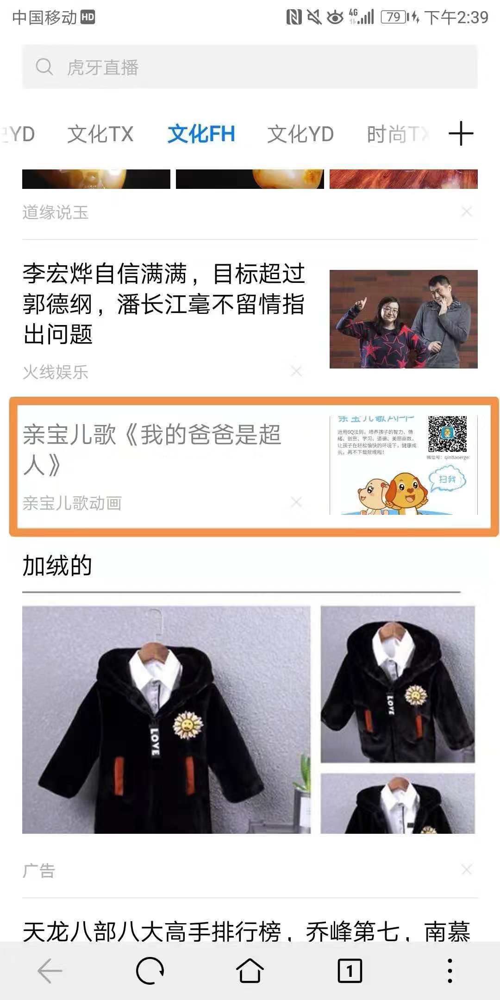 中国移动 HD
4G 79 下午2:39
虎牙直播
YD 文化TX 文化FH 文化YD 时尚TX
道缘说玉
李宏烨自信满满，目标超过
郭德纲，潘长江毫不留情指
出问题
火线娱乐
亲宝儿歌《我的爸爸是超
人》
亲宝儿歌动画
运用6Q法则，培养孩子的智力、情
绪、创意、学习、道德、美丽商数，
让孩子在轻松愉快的环境下，健康成
长，再不下载就晚啦！
微信号：qinbaoerge
扫我
加绒的
LOVE
LOVE
广告
天龙八部八大高手排行榜，乔峰第七，南慕
1